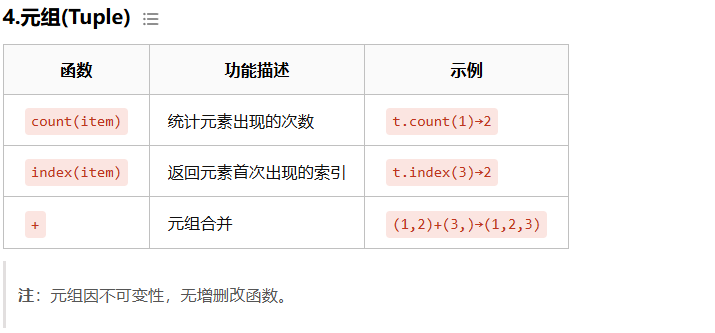 4.元组(Tuple)
函数 功能描述 示例
count(item) 统计元素出现的次数 t.count(1)→2
index(item) 返回元素首次出现的索引 t.index(3)→2
+ 元组合并 (1,2)+(3,)→(1,2,3)
注：元组因不可变性，无增删改函数。